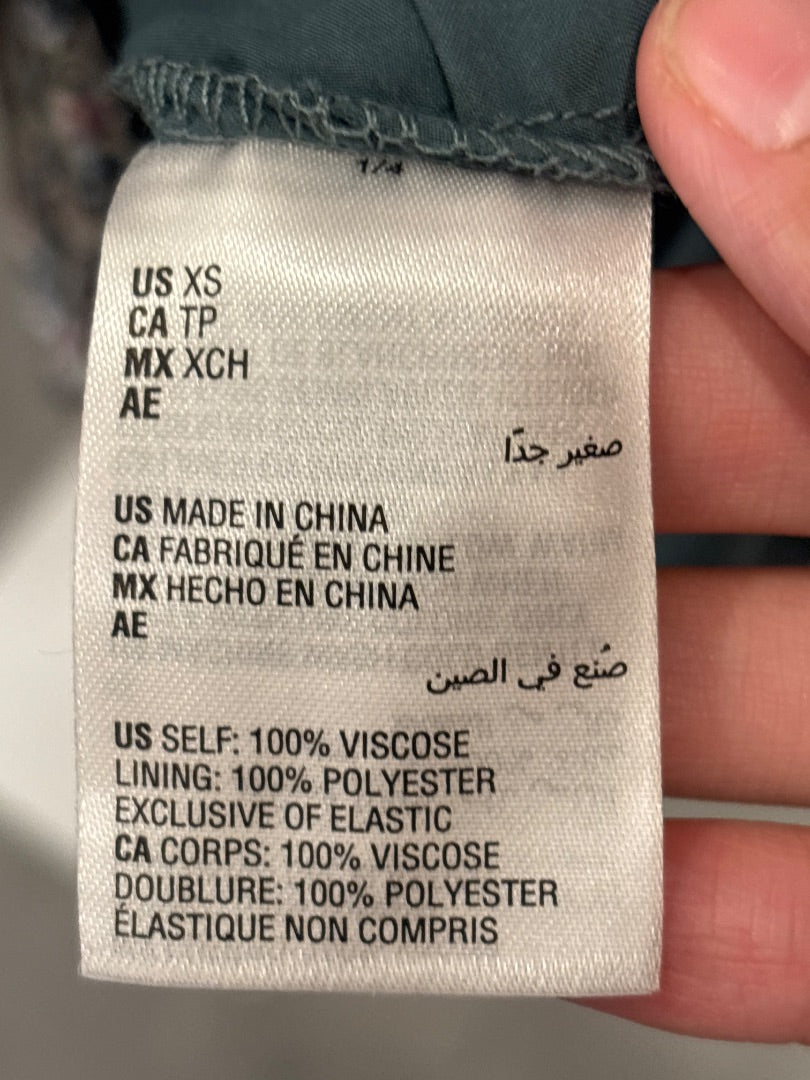 1/4
US XS
CA TP
MX XCH
AE
صغير جدًا
US MADE IN CHINA
CA FABRIQUÉ EN CHINE
MX HECHO EN CHINA
AE
صُنع في الصين
US SELF: 100% VISCOSE
LINING: 100% POLYESTER
EXCLUSIVE OF ELASTIC
CA CORPS: 100% VISCOSE
DOUBLURE: 100% POLYESTER
ÉLASTIQUE NON COMPRIS